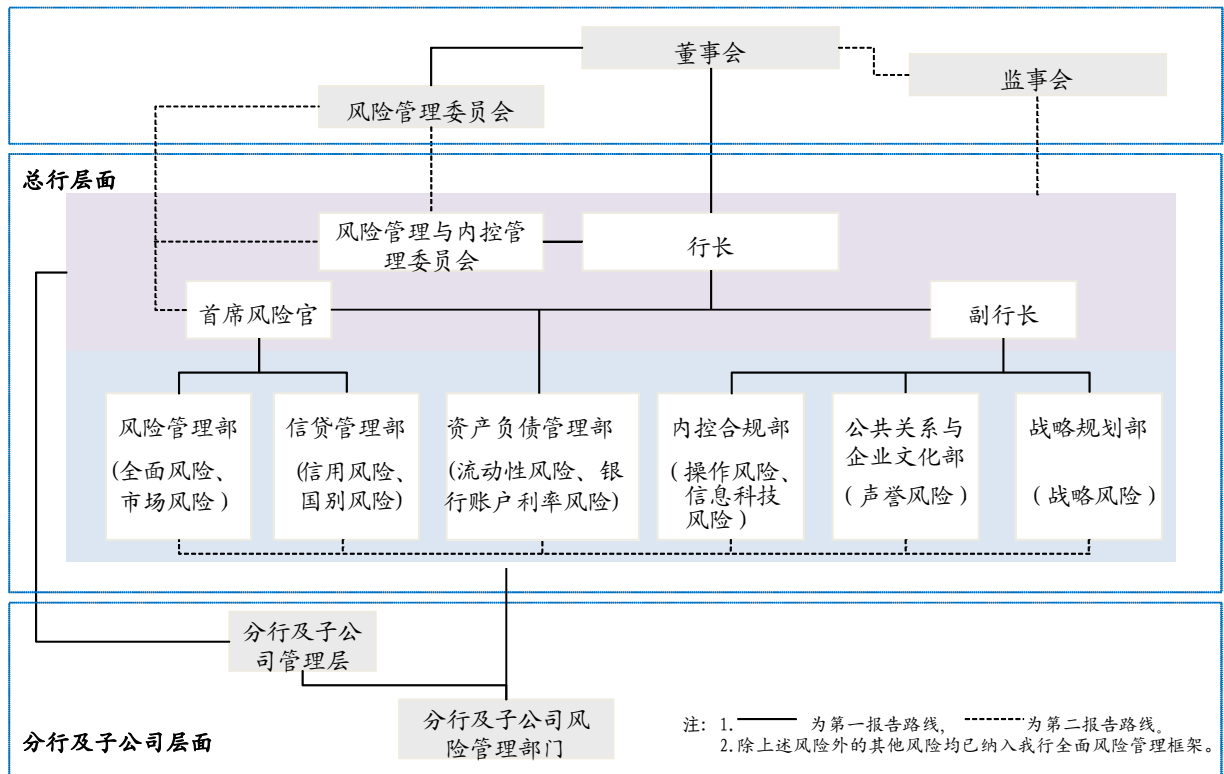 董事会
监事会
风险管理委员会
总行层面
风险管理与内控管
理委员会
行长
首席风险官
副行长
风险管理部
(全面风险、
市场风险)
信贷管理部
(信用风险、
国别风险)
资产负债管理部
(流动性风险、银
行账户利率风险)
内控合规部
(操作风险、
信息科技
风险)
公共关系与
企业文化部
(声誉风险)
战略规划部
(战略风险)
分行及子公
司管理层
分行及子公司风
险管理部门
分行及子公司层面
注: 1. 为第一报告路线, 为第二报告路线。
2.除上述风险外的其他风险均已纳入我行全面风险管理框架。